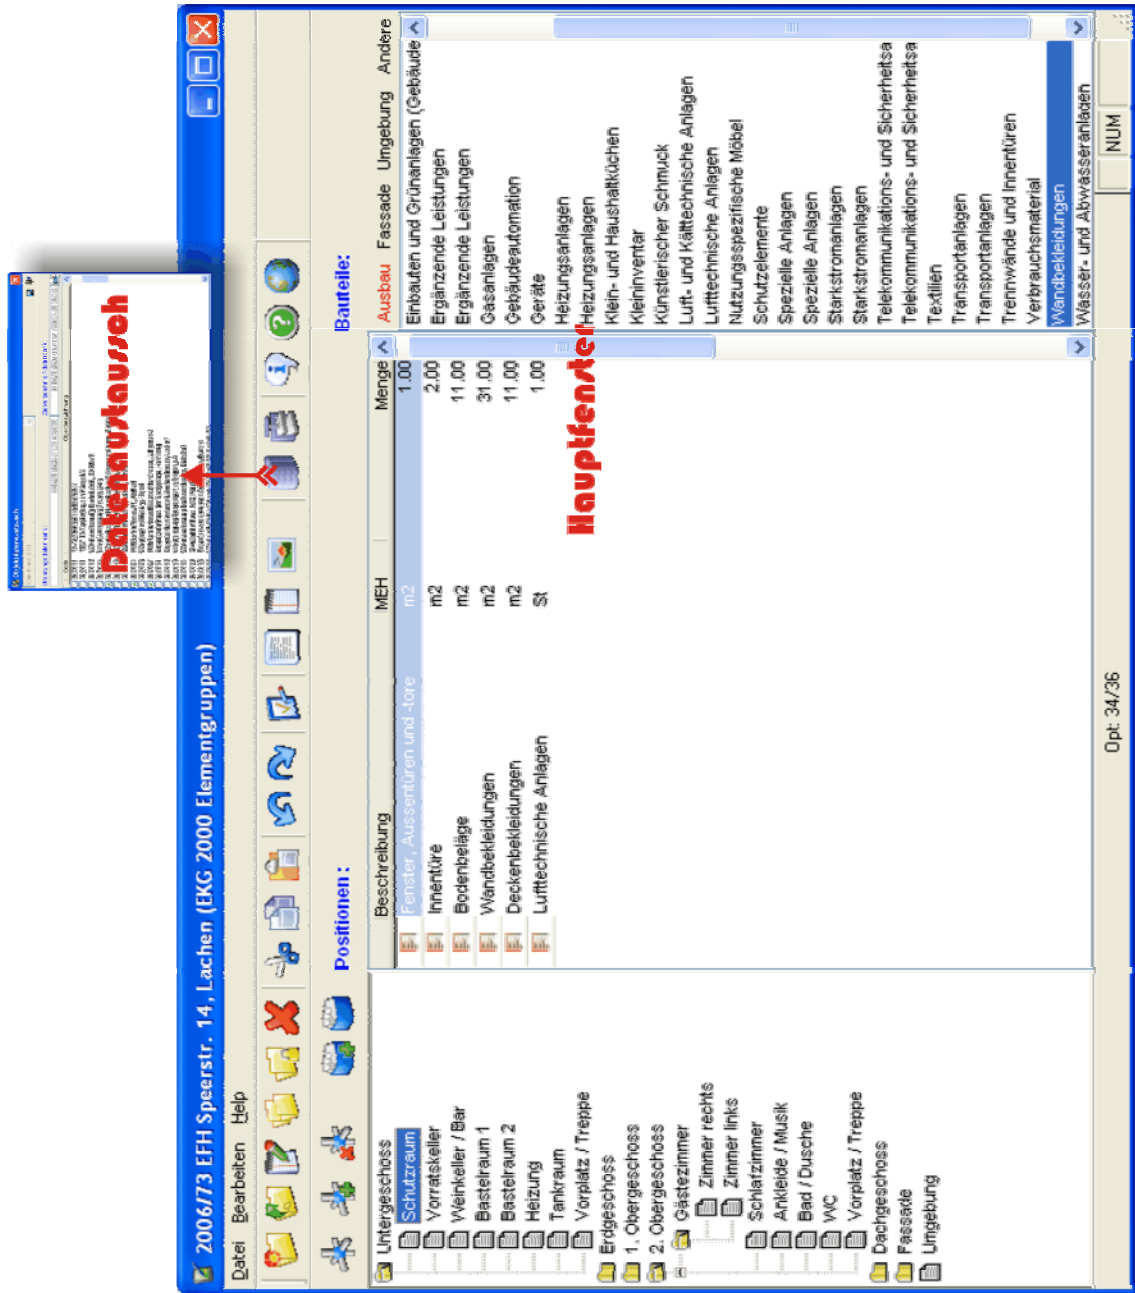 Datenaustausch
2006/73 EFH Speerstr. 14, Lachen (EKG 2000 Elementgruppen)
Datei Bearbeiten Help
Positionen:
Bauteile:
Untergeschoss
Schutzraum
Vorratskeller
Weinkeller / Bar
Bastelraum 1
Bastelraum 2
Heizung
Tankraum
Vorplatz / Treppe
Erdgeschoss
1. Obergeschoss
2. Obergeschoss
Gästezimmer
Zimmer rechts
Zimmer links
Schlafzimmer
Ankleide / Musik
Bad / Dusche
WC
Vorplatz / Treppe
Dachgeschoss
Fassade
Umgebung
Beschreibung MEH Menge
Fenster, Aussentüren und -tore m2 1.00
Innentüre m2 2.00
Bodenbeläge m2 11.00
Wandbekleidungen m2 31.00
Deckenbekleidungen m2 11.00
Lufttechnische Anlagen St 1.00
Hauptfenster
Ausbau Fassade Umgebung Andere
Einbauten und Grünanlagen (Gebäude
Ergänzende Leistungen
Ergänzende Leistungen
Gasanlagen
Gebäudeautomation
Geräte
Heizungsanlagen
Heizungsanlagen
Klein- und Haushaltküchen
Kleininventar
Künstlerischer Schmuck
Luft- und Kälttechnische Anlagen
Lufttechnische Anlagen
Nutzungsspezifische Möbel
Schutzelemente
Spezielle Anlagen
Spezielle Anlagen
Starkstromanlagen
Starkstromanlagen
Telekommunikations- und Sicherheitsa
Telekommunikations- und Sicherheitsa
Textilien
Transportanlagen
Transportanlagen
Trennwände und Innentüren
Verbrauchsmaterial
Wandbekleidungen
Wasser- und Abwasseranlagen
Opt: 34/36
NUM